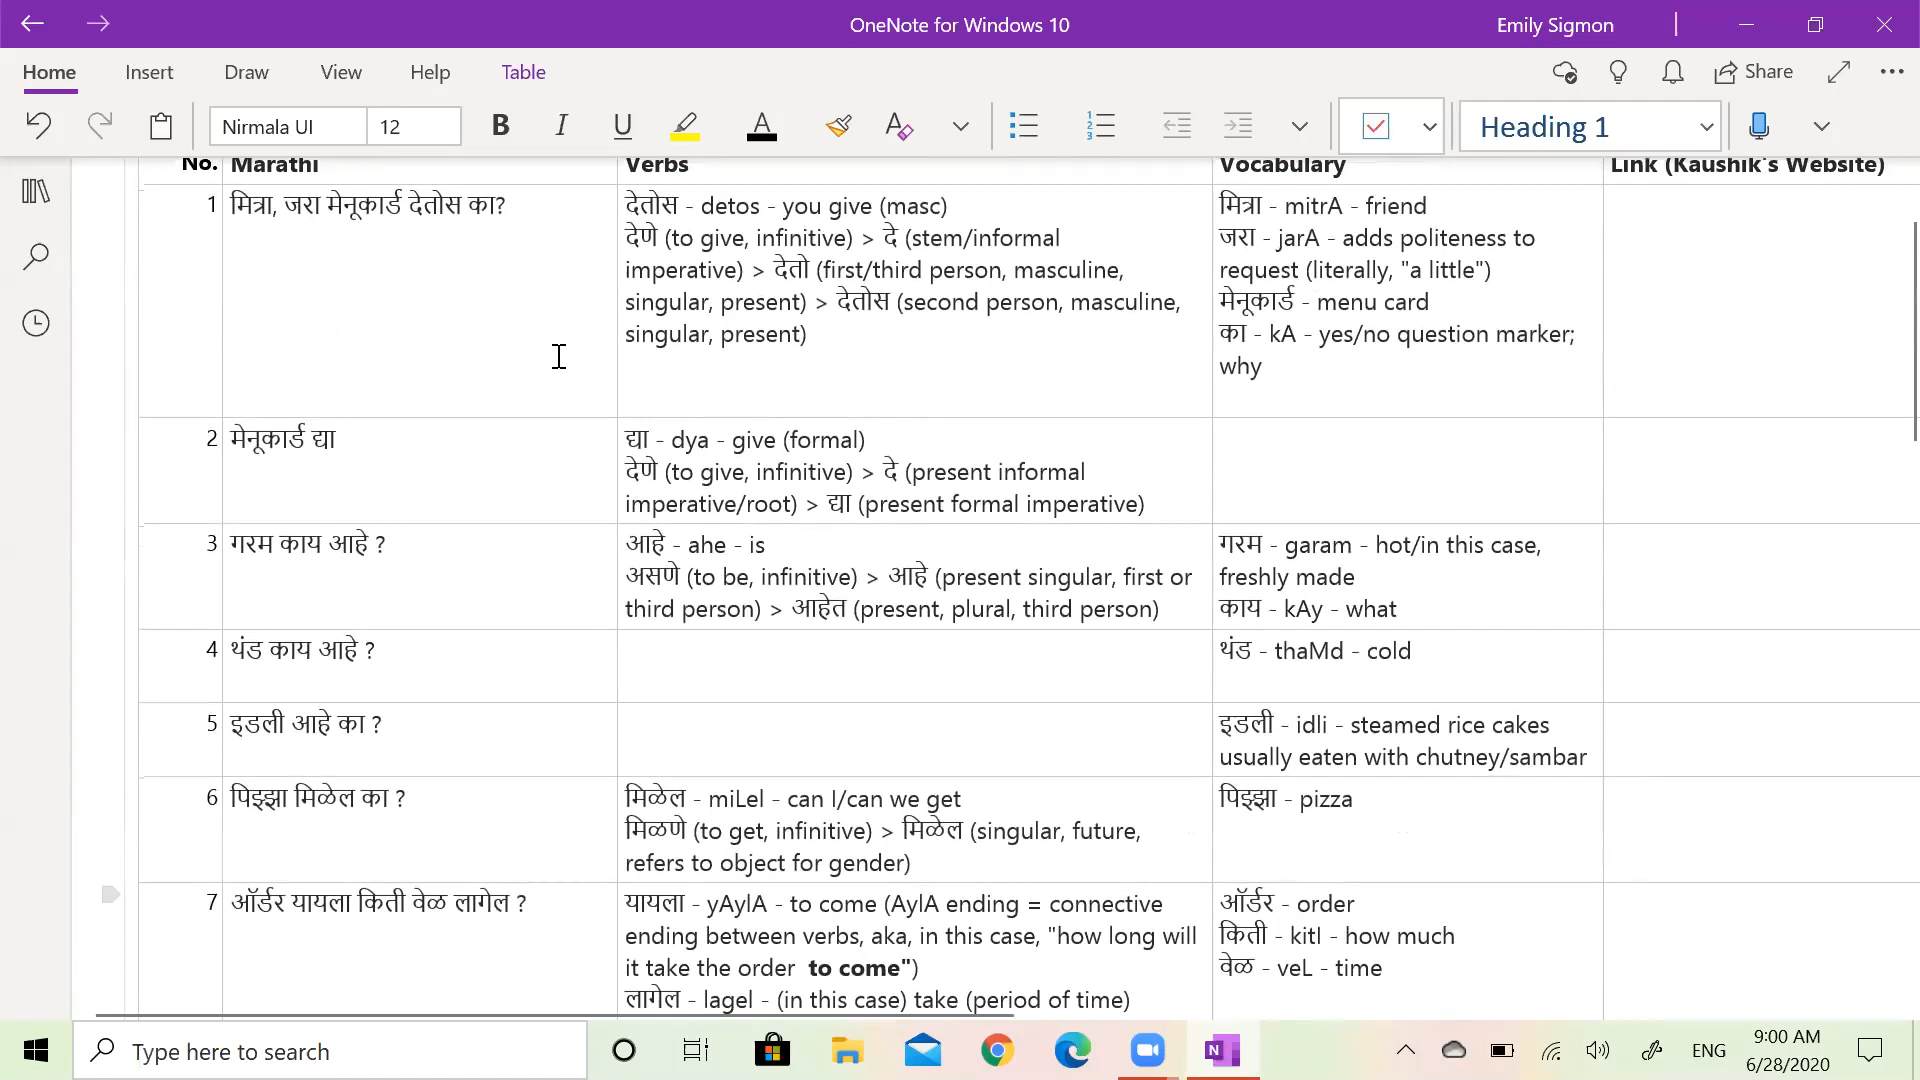 OneNote for Windows 10
Emily Sigmon
Home Insert Draw View Help Table
Share
Nirmala UI 12 B I U A Heading 1
No. Marathi Verbs Vocabulary Link (Kaushik's Website)
1 मित्रा, जरा मेनूकार्ड देतोस का?
देतोस - detos - you give (masc)
देणे (to give, infinitive) > दे (stem/informal
imperative) > देतो (first/third person, masculine,
singular, present) > देतोस (second person, masculine,
singular, present)
मित्रा - mitrA - friend
जरा - jarA - adds politeness to
request (literally, "a little")
मेनूकार्ड - menu card
का - kA - yes/no question marker;
why
2 मेनूकार्ड द्या
द्या - dya - give (formal)
देणे (to give, infinitive) > दे (present informal
imperative/root) > द्या (present formal imperative)
3 गरम काय आहे ?
आहे - ahe - is
असणे (to be, infinitive) > आहे (present singular, first or
third person) > आहेत (present, plural, third person)
गरम - garam - hot/in this case,
freshly made
काय - kAy - what
4 थंड काय आहे ?
थंड - thaMd - cold
5 इडली आहे का ?
इडली - idli - steamed rice cakes
usually eaten with chutney/sambar
6 पिझ्झा मिळेल का ?
मिळेल - miLel - can I/can we get
मिळणे (to get, infinitive) > मिळेल (singular, future,
refers to object for gender)
पिझ्झा - pizza
7 ऑर्डर यायला किती वेळ लागेल ?
यायला - yAylA - to come (AylA ending = connective
ending between verbs, aka, in this case, "how long will
it take the order to come")
लागेल - lagel - (in this case) take (period of time)
ऑर्डर - order
किती - kitI - how much
वेळ - veL - time
Type here to search
ENG
9:00 AM
6/28/2020